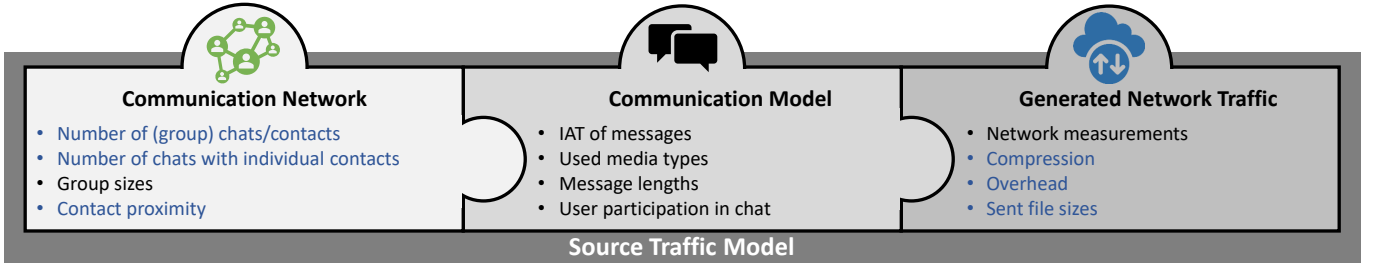 Communication Network
• Number of (group) chats/contacts
• Number of chats with individual contacts
• Group sizes
• Contact proximity
Communication Model
• IAT of messages
• Used media types
• Message lengths
• User participation in chat
Generated Network Traffic
• Network measurements
• Compression
• Overhead
• Sent file sizes
Source Traffic Model